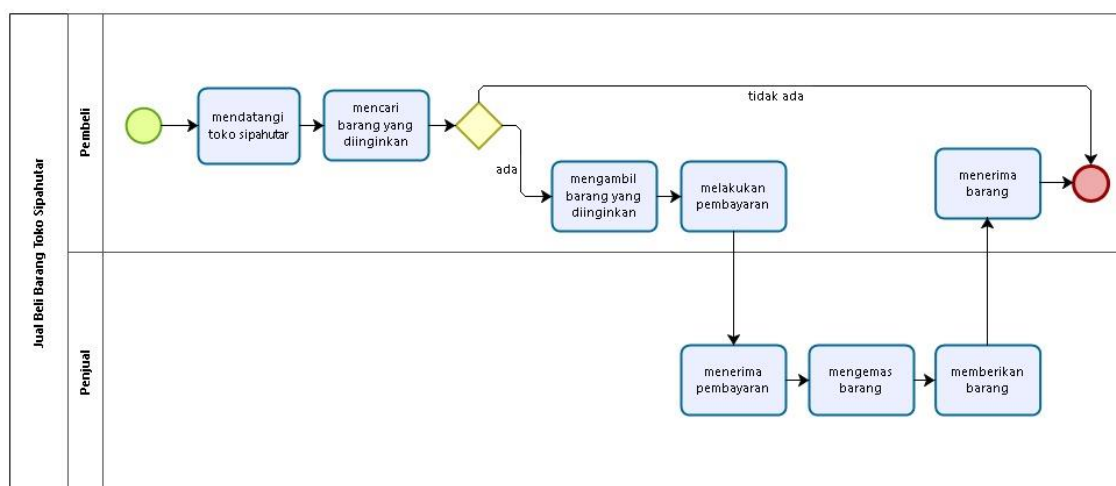 Jual Beli Barang Toko Sipahutar
Pembeli
mendatangi
toko sipahutar
mencari
barang yang
diinginkan
tidak ada
ada
mengambil
barang yang
diinginkan
melakukan
pembayaran
menerima
barang
Penjual
menerima
pembayaran
mengemas
barang
memberikan
barang